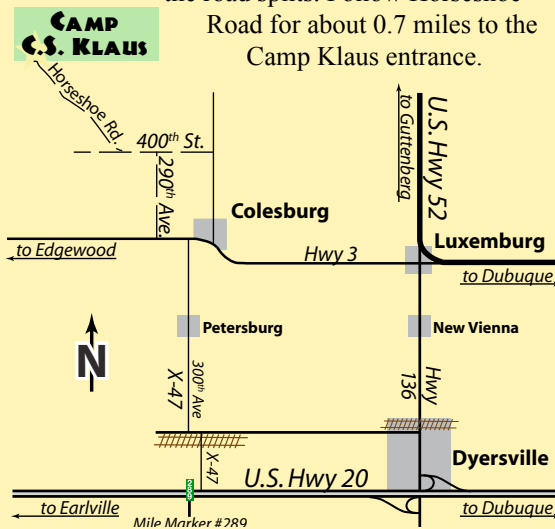 the road splits. Follow Horseshoe
Road for about 0.7 miles to the
Camp Klaus entrance.
CAMP
C.S. KLAUS
Horseshoe Rd.
400th St.
290th Ave.
to Guttenberg
U.S. Hwy 52
Colesburg
Luxemburg
to Edgewood
Hwy 3
to Dubuque
Petersburg
New Vienna
N
X-47
300th Ave
Hwy
136
X-47
Dyersville
U.S. Hwy 20
to Earlville
Mile Marker #289
to Dubuque